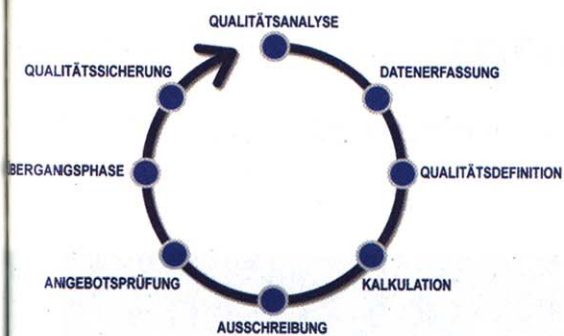 QUALITÄTSANALYSE
DATENERFASSUNG
QUALITÄTSDEFINITION
KALKULATION
AUSSCHREIBUNG
ANGEBOTSPRÜFUNG
BERGANGSPHASE
QUALITÄTSSICHERUNG